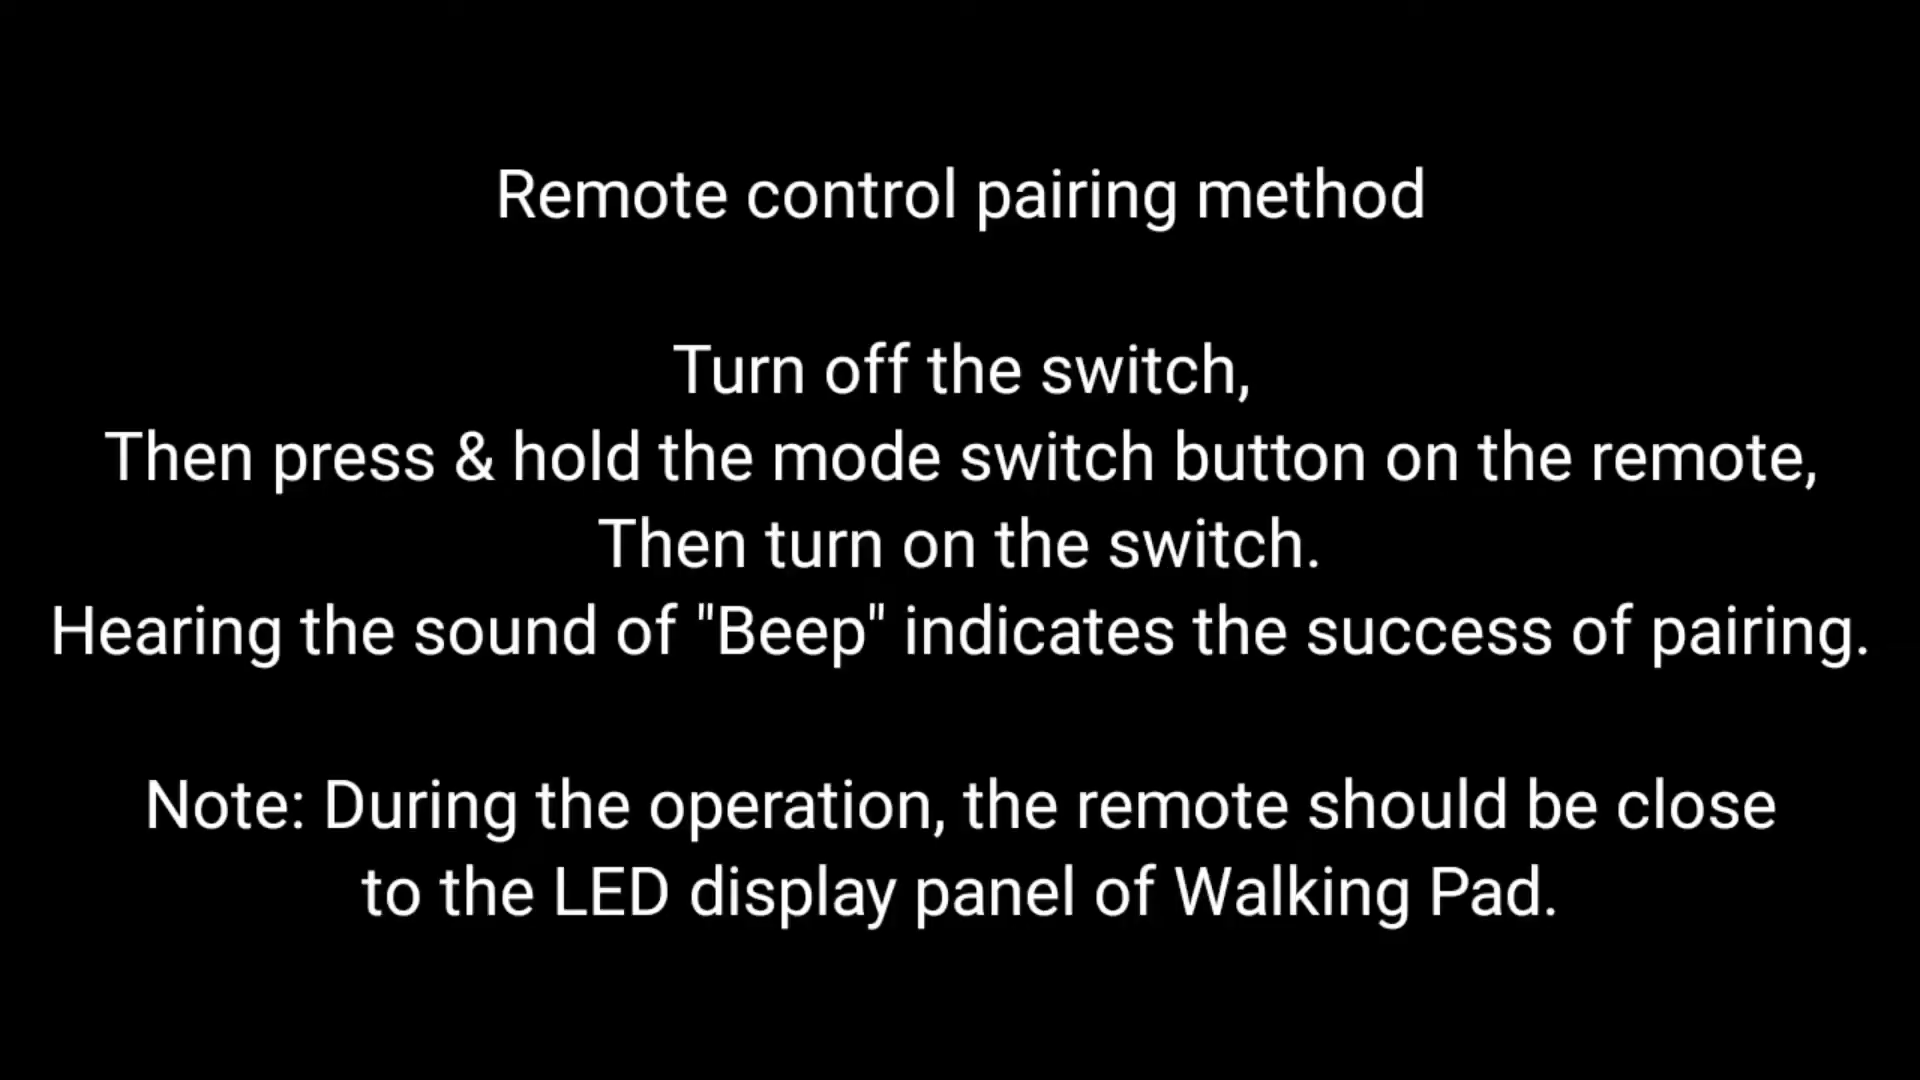 Remote control pairing method
Turn off the switch,
Then press & hold the mode switch button on the remote,
Then turn on the switch.
Hearing the sound of "Beep" indicates the success of pairing.
Note: During the operation, the remote should be close
to the LED display panel of Walking Pad.